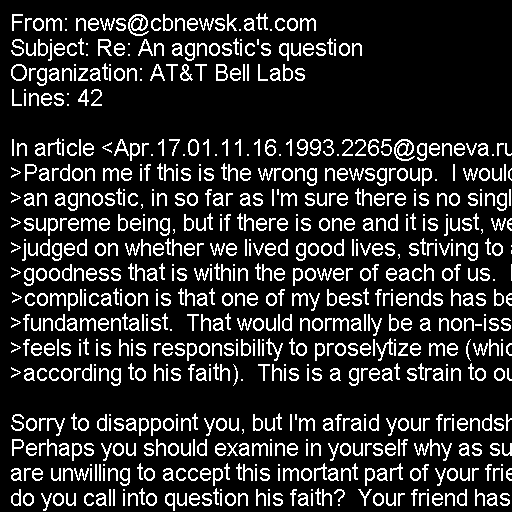 From: news@cbnewsk.att.com
Subject: Re: An agnostic's question
Organization: AT&T Bell Labs
Lines: 42

In article <Apr.17.01.11.16.1993.2265@geneva.ru
>Pardon me if this is the wrong newsgroup.  I woul
>an agnostic, in so far as I'm sure there is no singl
>supreme being, but if there is one and it is just, we
>judged on whether we lived good lives, striving to
>goodness that is within the power of each of us.
>complication is that one of my best friends has be
>fundamentalist.  That would normally be a non-iss
>feels it is his responsibility to proselytize me (whic
>according to his faith).  This is a great strain to ou

Sorry to disappoint you, but I'm afraid your friendsh
Perhaps you should examine in yourself why as su
are unwilling to accept this imortant part of your frie
do you call into question his faith?  Your friend has